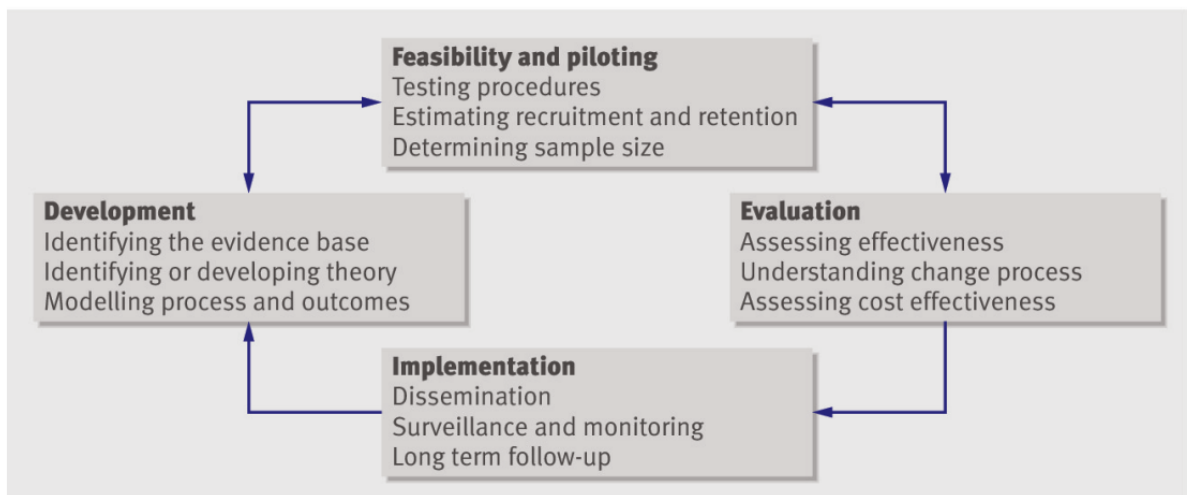 Feasibility and piloting
Testing procedures
Estimating recruitment and retention
Determining sample size
Development
Identifying the evidence base
Identifying or developing theory
Modelling process and outcomes
Evaluation
Assessing effectiveness
Understanding change process
Assessing cost effectiveness
Implementation
Dissemination
Surveillance and monitoring
Long term follow-up